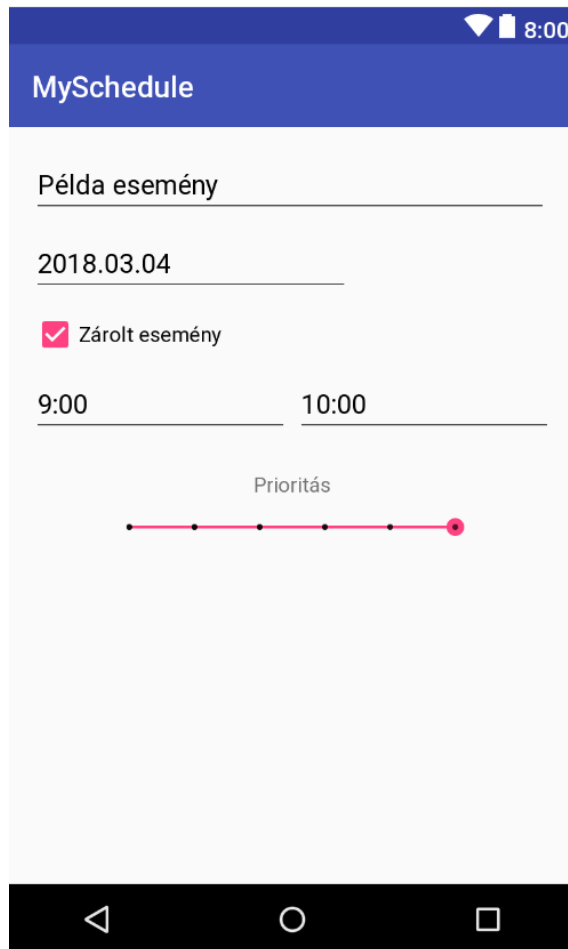 8:00
MySchedule
Példa esemény
2018.03.04
Zárolt esemény
9:00 10:00
Prioritás